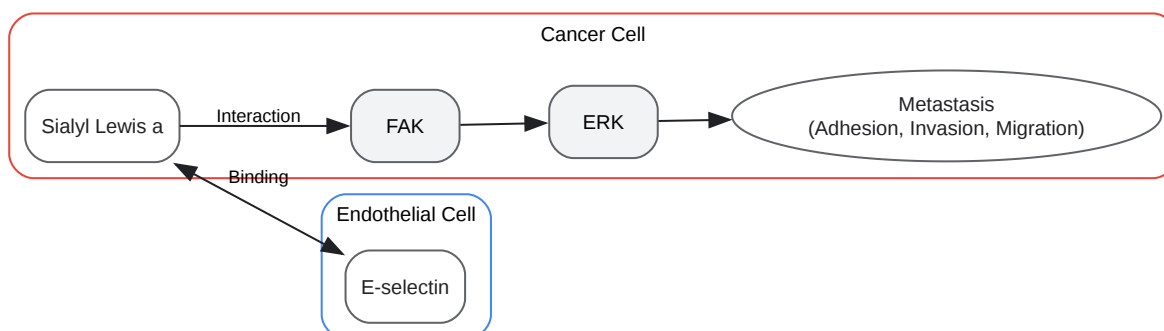 Cancer Cell
Sialyl Lewis a
Interaction
FAK
ERK
Metastasis
(Adhesion, Invasion, Migration)
Binding
Endothelial Cell
E-selectin